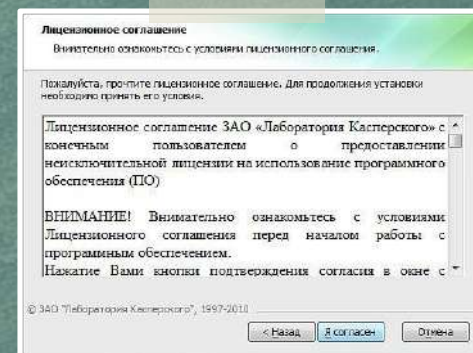 Лицензионное соглашение
Внимательно ознакомьтесь с условиями лицензионного соглашения.
Пожалуйста, прочтите лицензионное соглашение. Для продолжения установки
необходимо принять его условия.
Лицензионное соглашение ЗАО «Лаборатория Касперского» с
конечным пользователем о предоставлении
неисключительной лицензии на использование программного
обеспечения (ПО)
ВНИМАНИЕ! Внимательно ознакомьтесь с условиями
Лицензионного соглашения перед началом работы с
программным обеспечением.
Нажатие Вами кнопки подтверждения согласия в окне с
© ЗАО "Лаборатория Касперского", 1997-2010
< Назад Я согласен Отмена